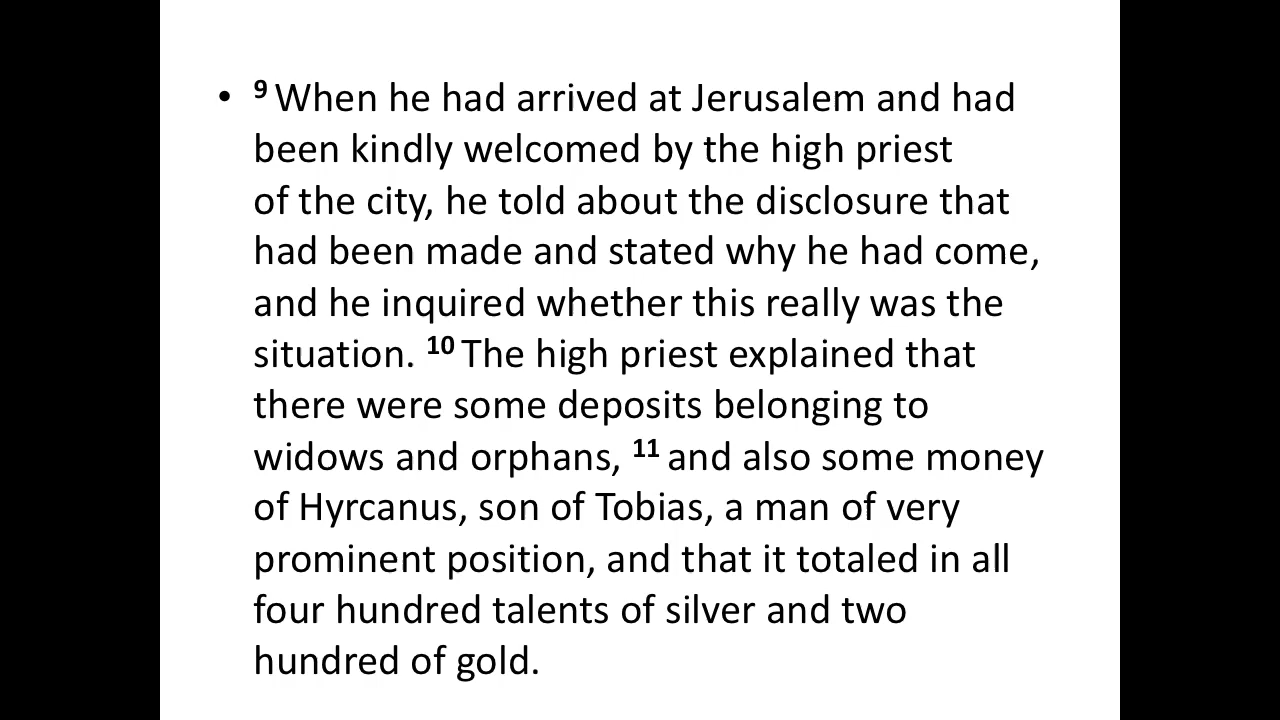 • 9 When he had arrived at Jerusalem and had
been kindly welcomed by the high priest
of the city, he told about the disclosure that
had been made and stated why he had come,
and he inquired whether this really was the
situation. 10 The high priest explained that
there were some deposits belonging to
widows and orphans, 11 and also some money
of Hyrcanus, son of Tobias, a man of very
prominent position, and that it totaled in all
four hundred talents of silver and two
hundred of gold.